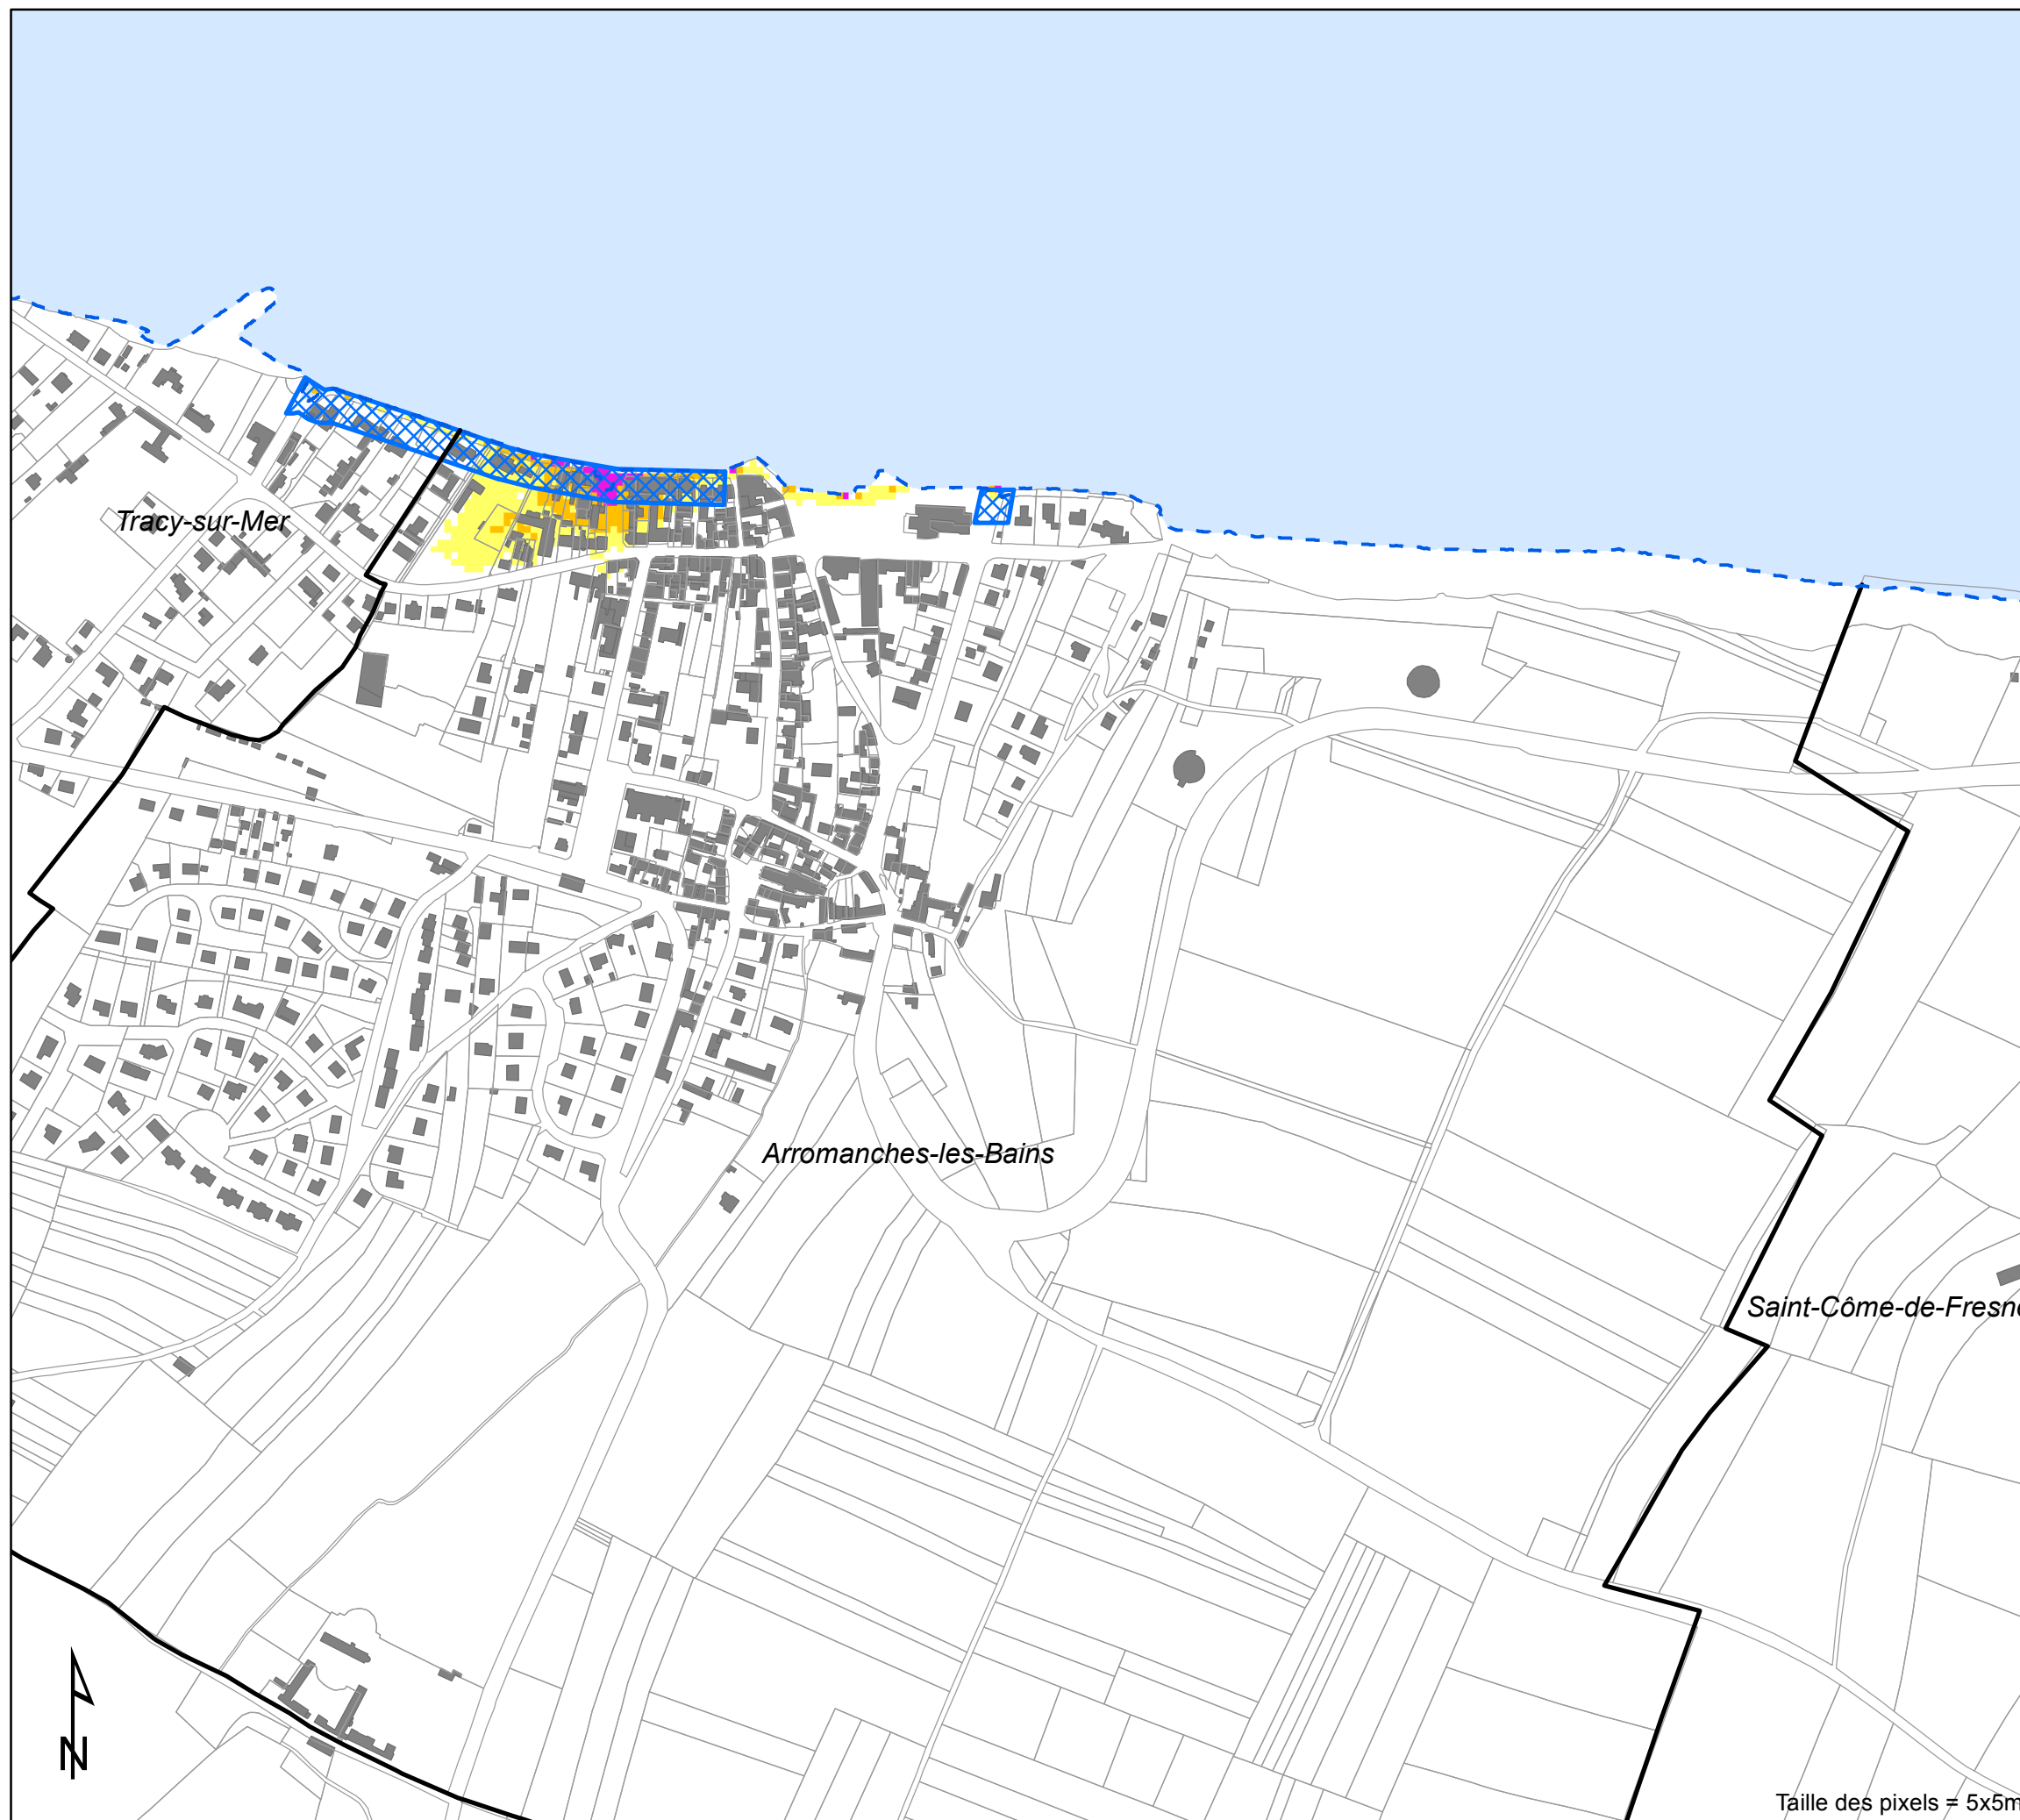 Tracy-sur-Mer
Arromanches-les-Bains
Saint-Côme-de-Fresn
N
Taille des pixels = 5x5m